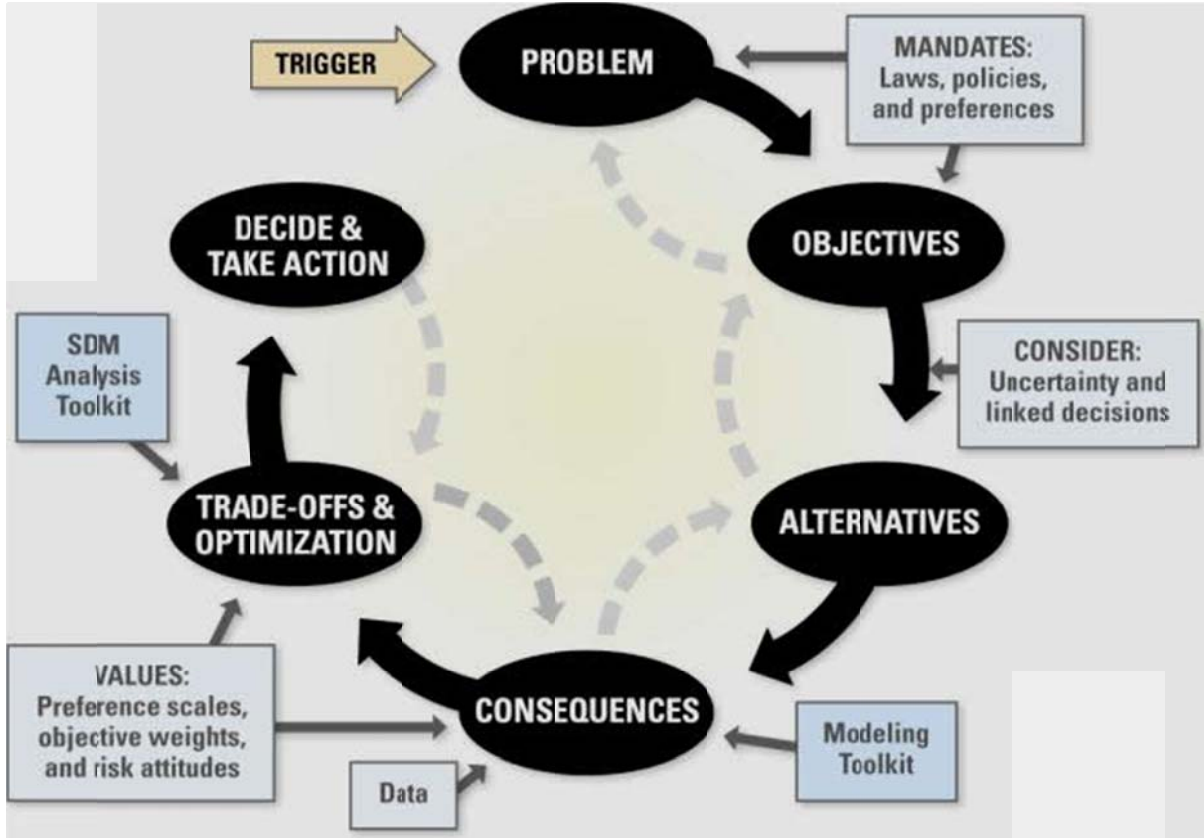 TRIGGER
PROBLEM
MANDATES:
Laws, policies,
and preferences
DECIDE &
TAKE ACTION
OBJECTIVES
SDM
Analysis
Toolkit
CONSIDER:
Uncertainty and
linked decisions
TRADE-OFFS &
OPTIMIZATION
ALTERNATIVES
VALUES:
Preference scales,
objective weights,
and risk attitudes
CONSEQUENCES
Data
Modeling
Toolkit